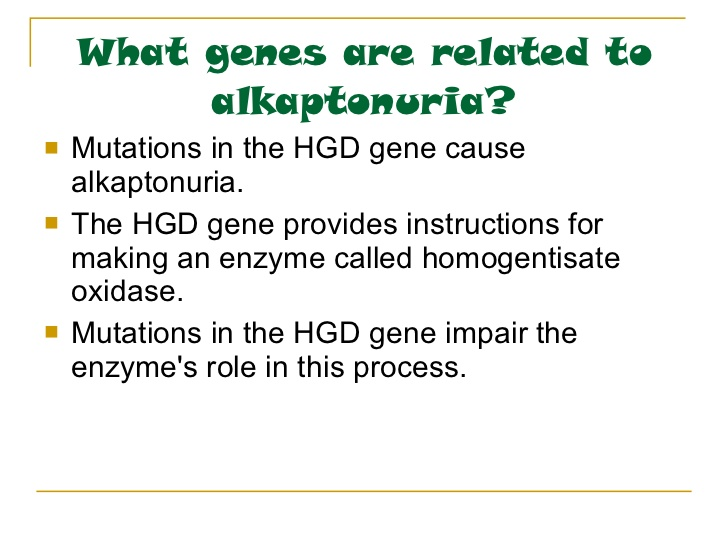 What genes are related to
alkaptonuria?
Mutations in the HGD gene cause
alkaptonuria.
The HGD gene provides instructions for
making an enzyme called homogentisate
oxidase.
Mutations in the HGD gene impair the
enzyme's role in this process.